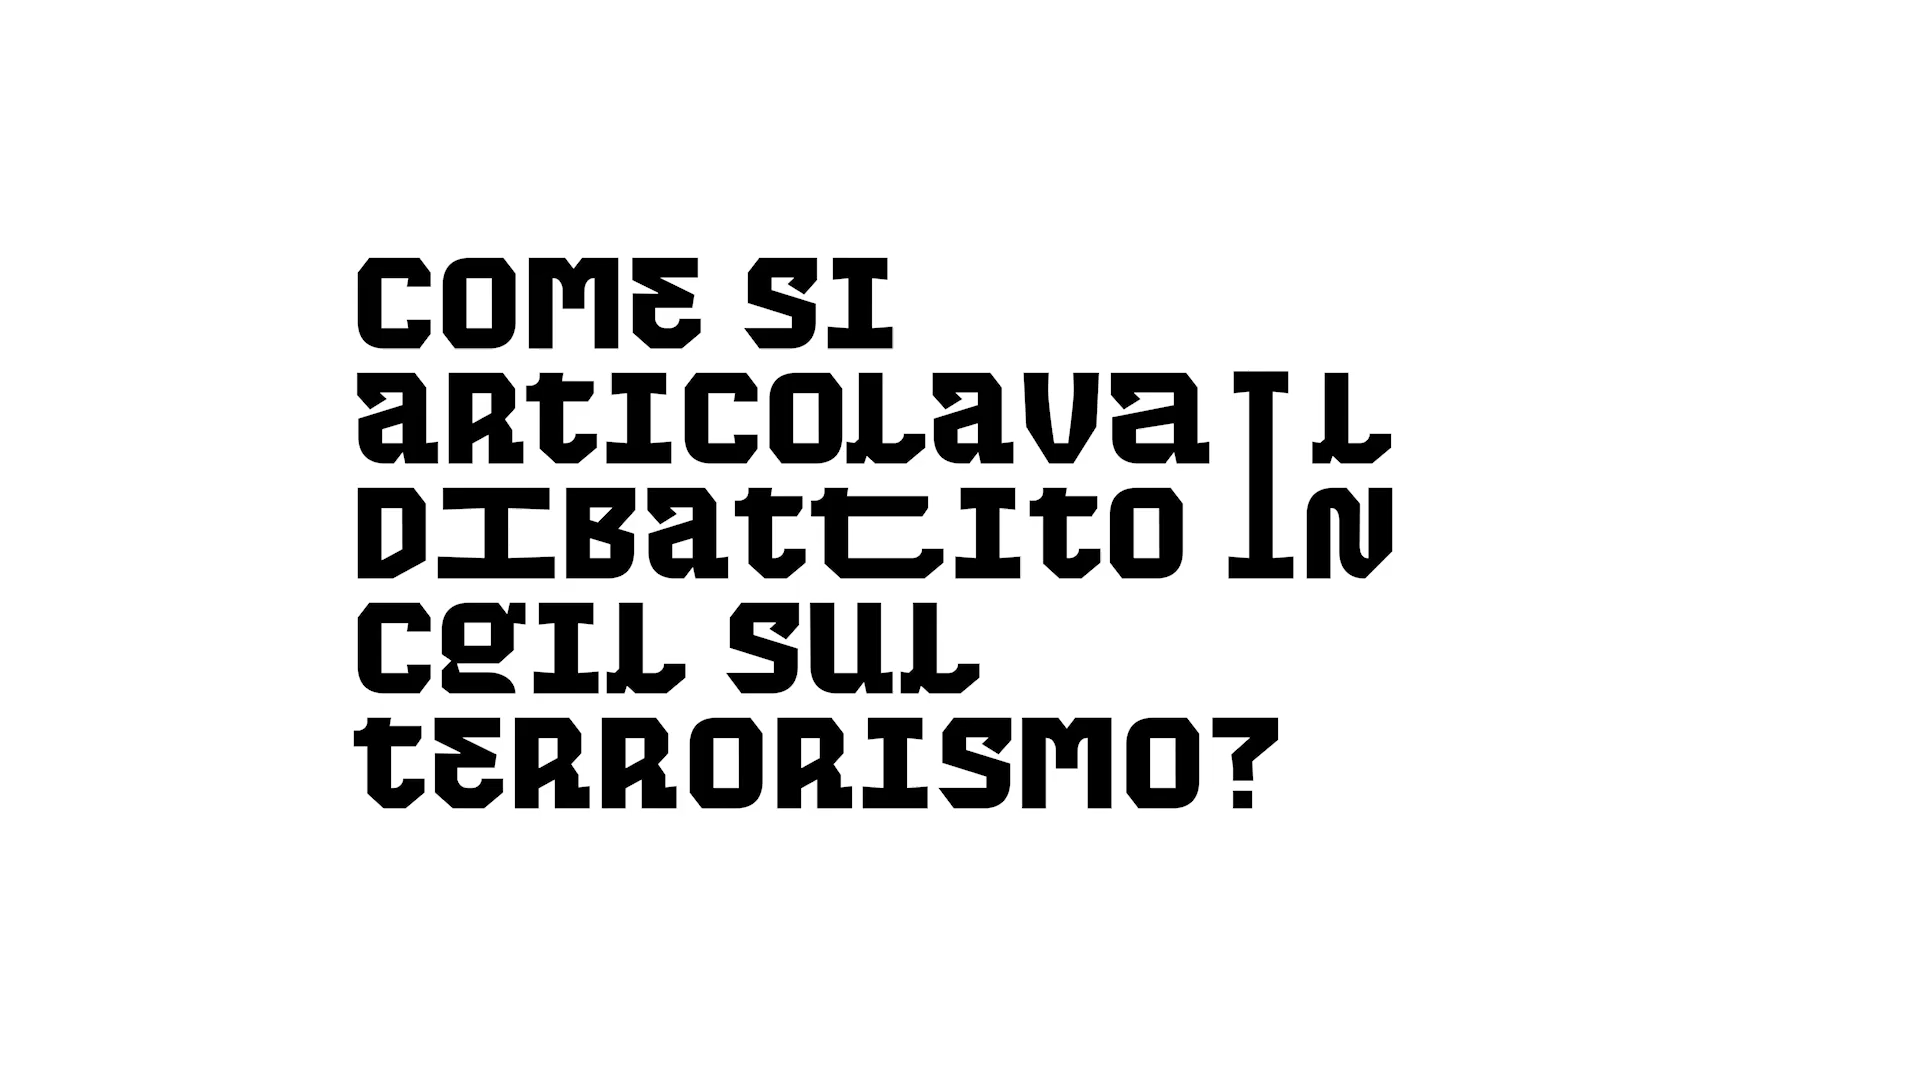 COME SI
aRtICOLava IL
DIBattIto IN
CgIL SUL
tERRORISMO?